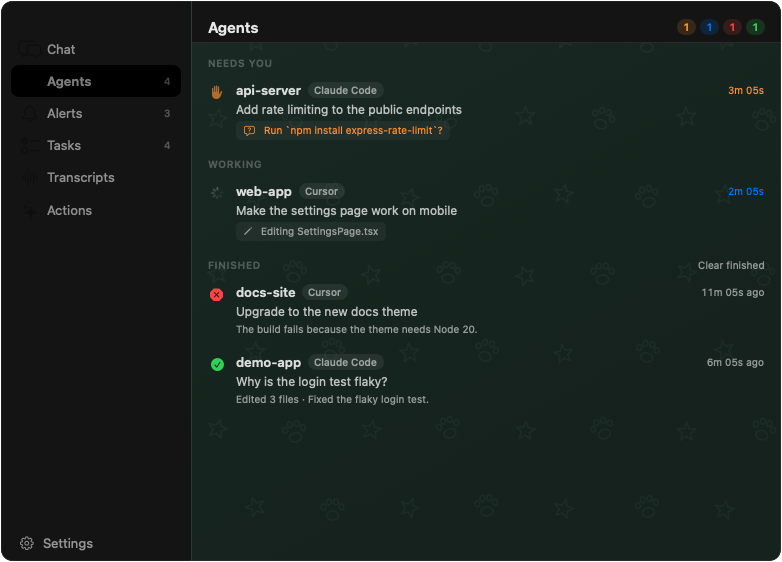 Chat
Agents 4
Alerts 3
Tasks 4
Transcripts
Actions
Settings
Agents
1 1 1 1
NEEDS YOU
api-server Claude Code 3m 05s
Add rate limiting to the public endpoints
Run `npm install express-rate-limit`?
WORKING
web-app Cursor 2m 05s
Make the settings page work on mobile
Editing SettingsPage.tsx
FINISHED Clear finished
docs-site Cursor 11m 05s ago
Upgrade to the new docs theme
The build fails because the theme needs Node 20.
demo-app Claude Code 6m 05s ago
Why is the login test flaky?
Edited 3 files · Fixed the flaky login test.